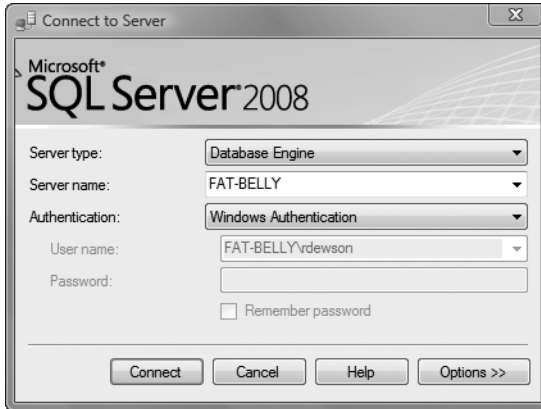 Connect to Server
Microsoft®
SQL Server®2008
Server type: Database Engine
Server name: FAT-BELLY
Authentication: Windows Authentication
User name: FAT-BELLY\rdewson
Password:
Remember password
Connect Cancel Help Options >>